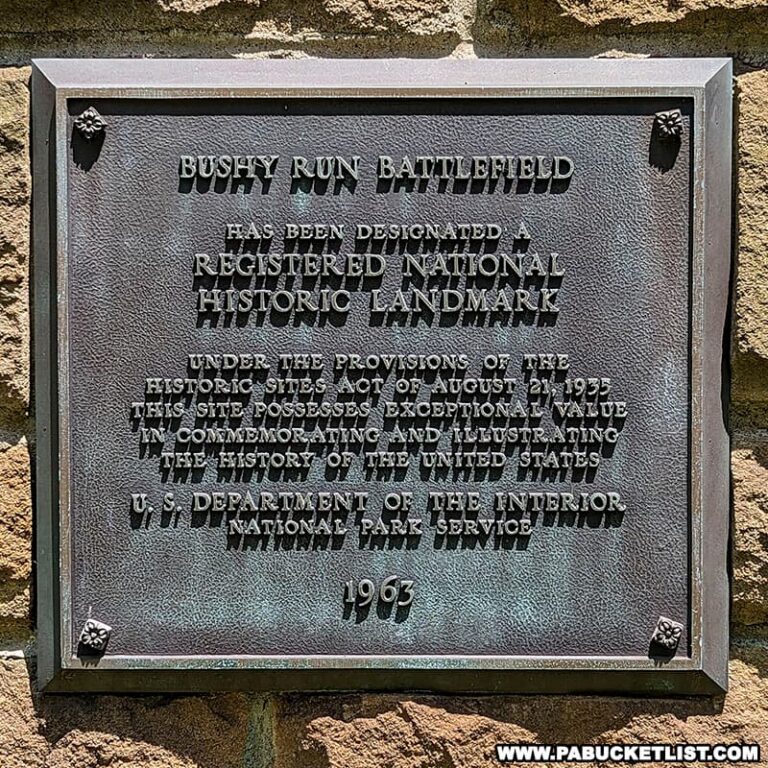 BUSHY RUN BATTLEFIELD
HAS BEEN DESIGNATED A
REGISTERED NATIONAL
HISTORIC LANDMARK
UNDER THE PROVISIONS OF THE
HISTORIC SITES ACT OF AUGUST 21, 1935
THIS SITE POSSESSES EXCEPTIONAL VALUE
IN COMMEMORATING AND ILLUSTRATING
THE HISTORY OF THE UNITED STATES
U. S. DEPARTMENT OF THE INTERIOR
NATIONAL PARK SERVICE
1963
WWW.PABUCKETLIST.COM